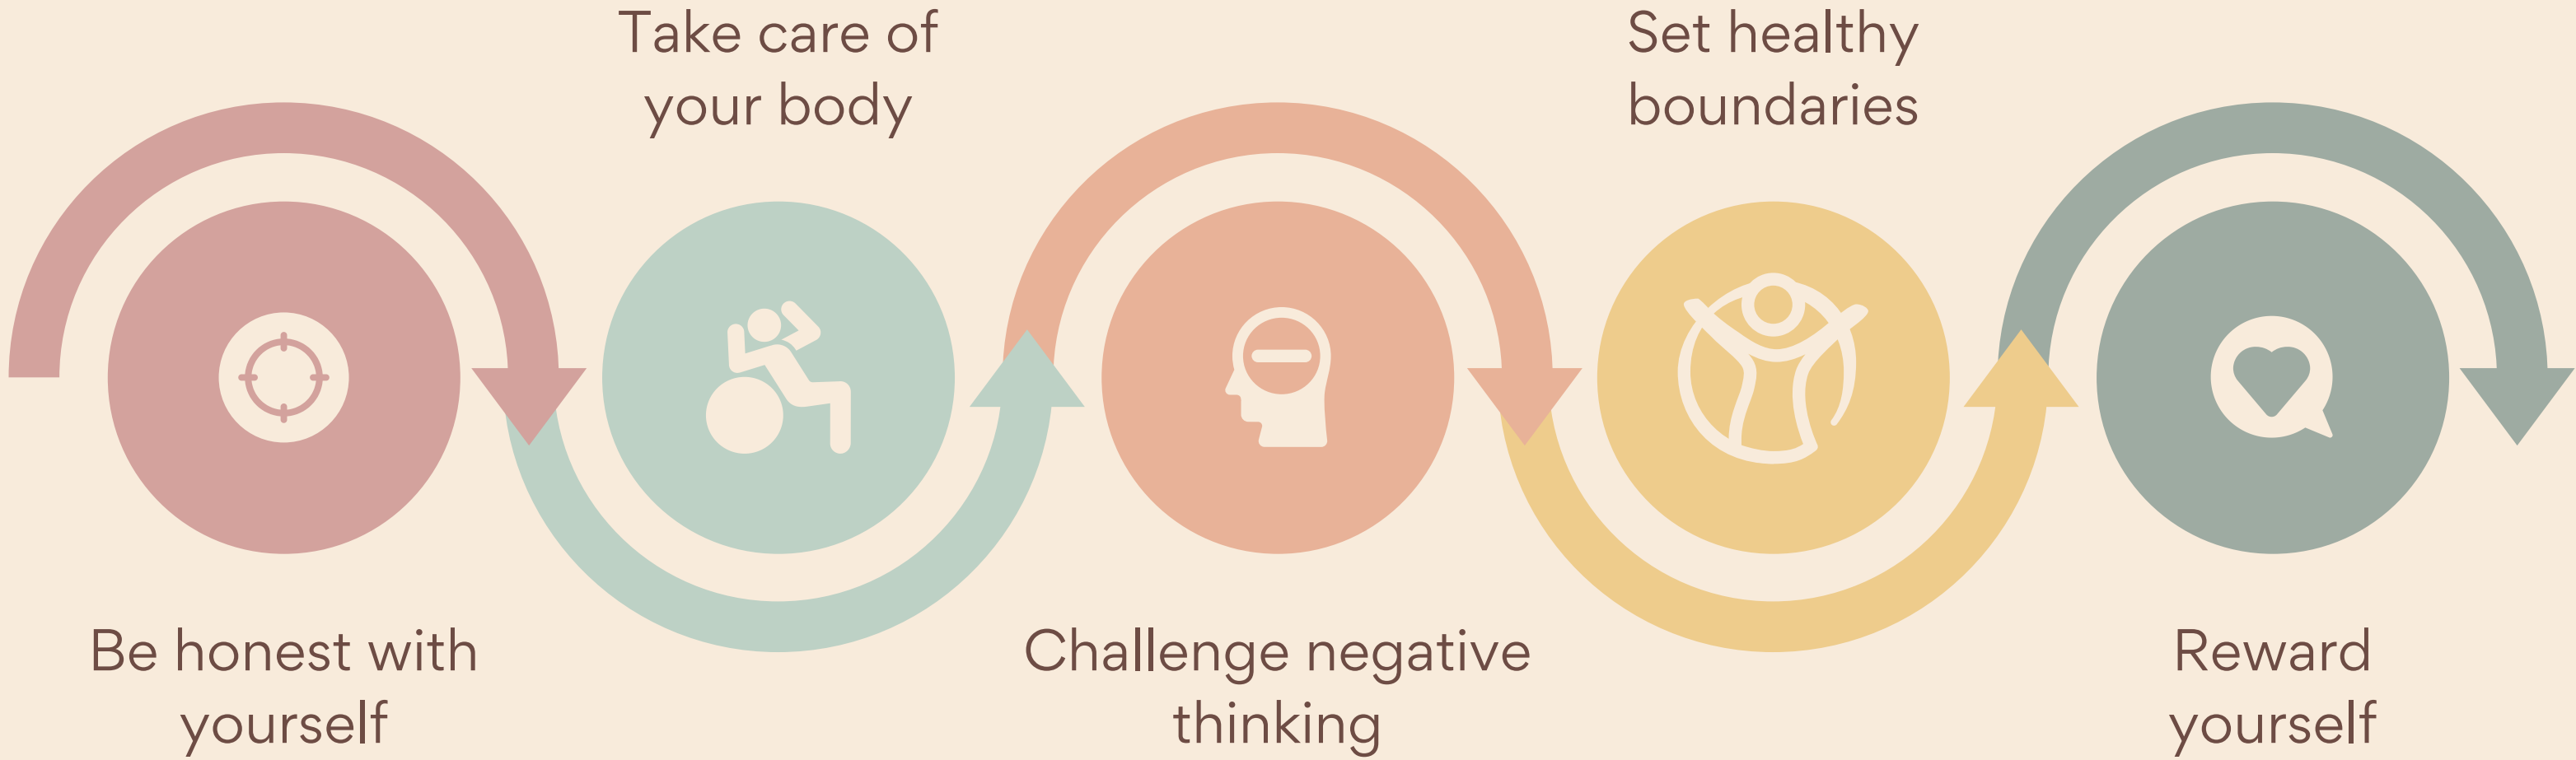 Be honest with
yourself
Take care of
your body
Challenge negative
thinking
Set healthy
boundaries
Reward
yourself